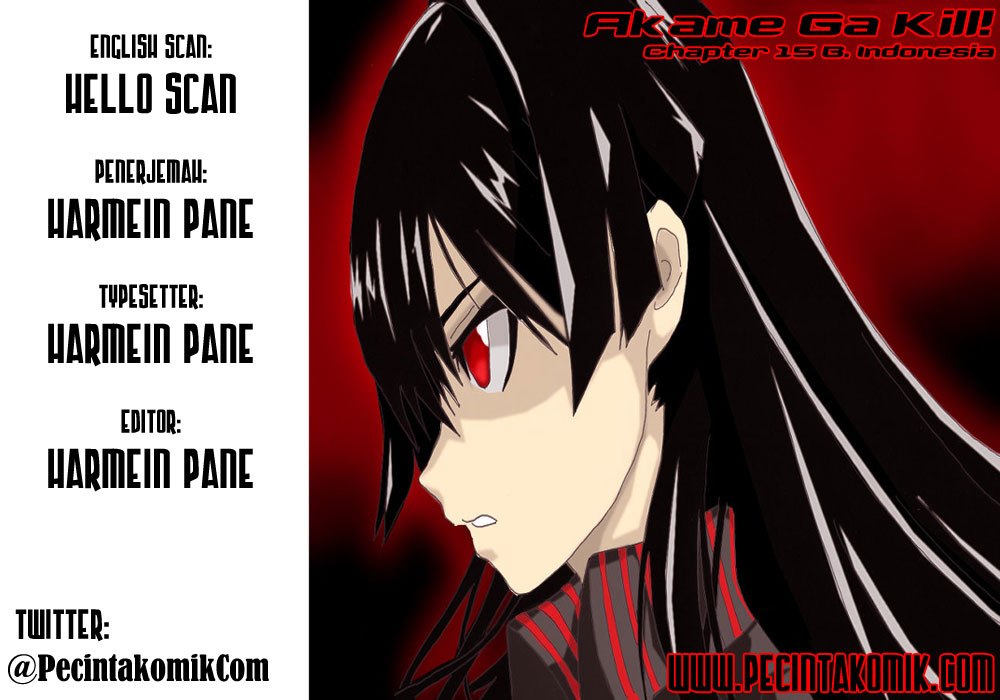 ENGLISH SCAN:
HELLO SCAN
PENERJEMAH:
HARMEIN PANE
TYPESETTER:
HARMEIN PANE
EDITOR:
HARMEIN PANE
TWITTER:
@PecintakomikCom
Akame Ga Kill!
Chapter 15 B. Indonesia
WWW.PECINTAKOMIK.COM